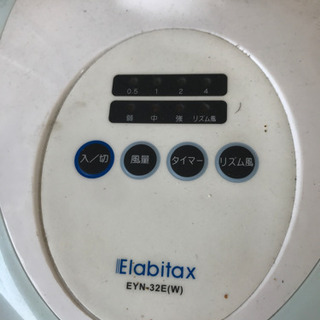 0.5 1 2 4
弱 中 強 リズム風
入／切 風量 タイマー リズム風
Elabitax
EYN-32E(W)